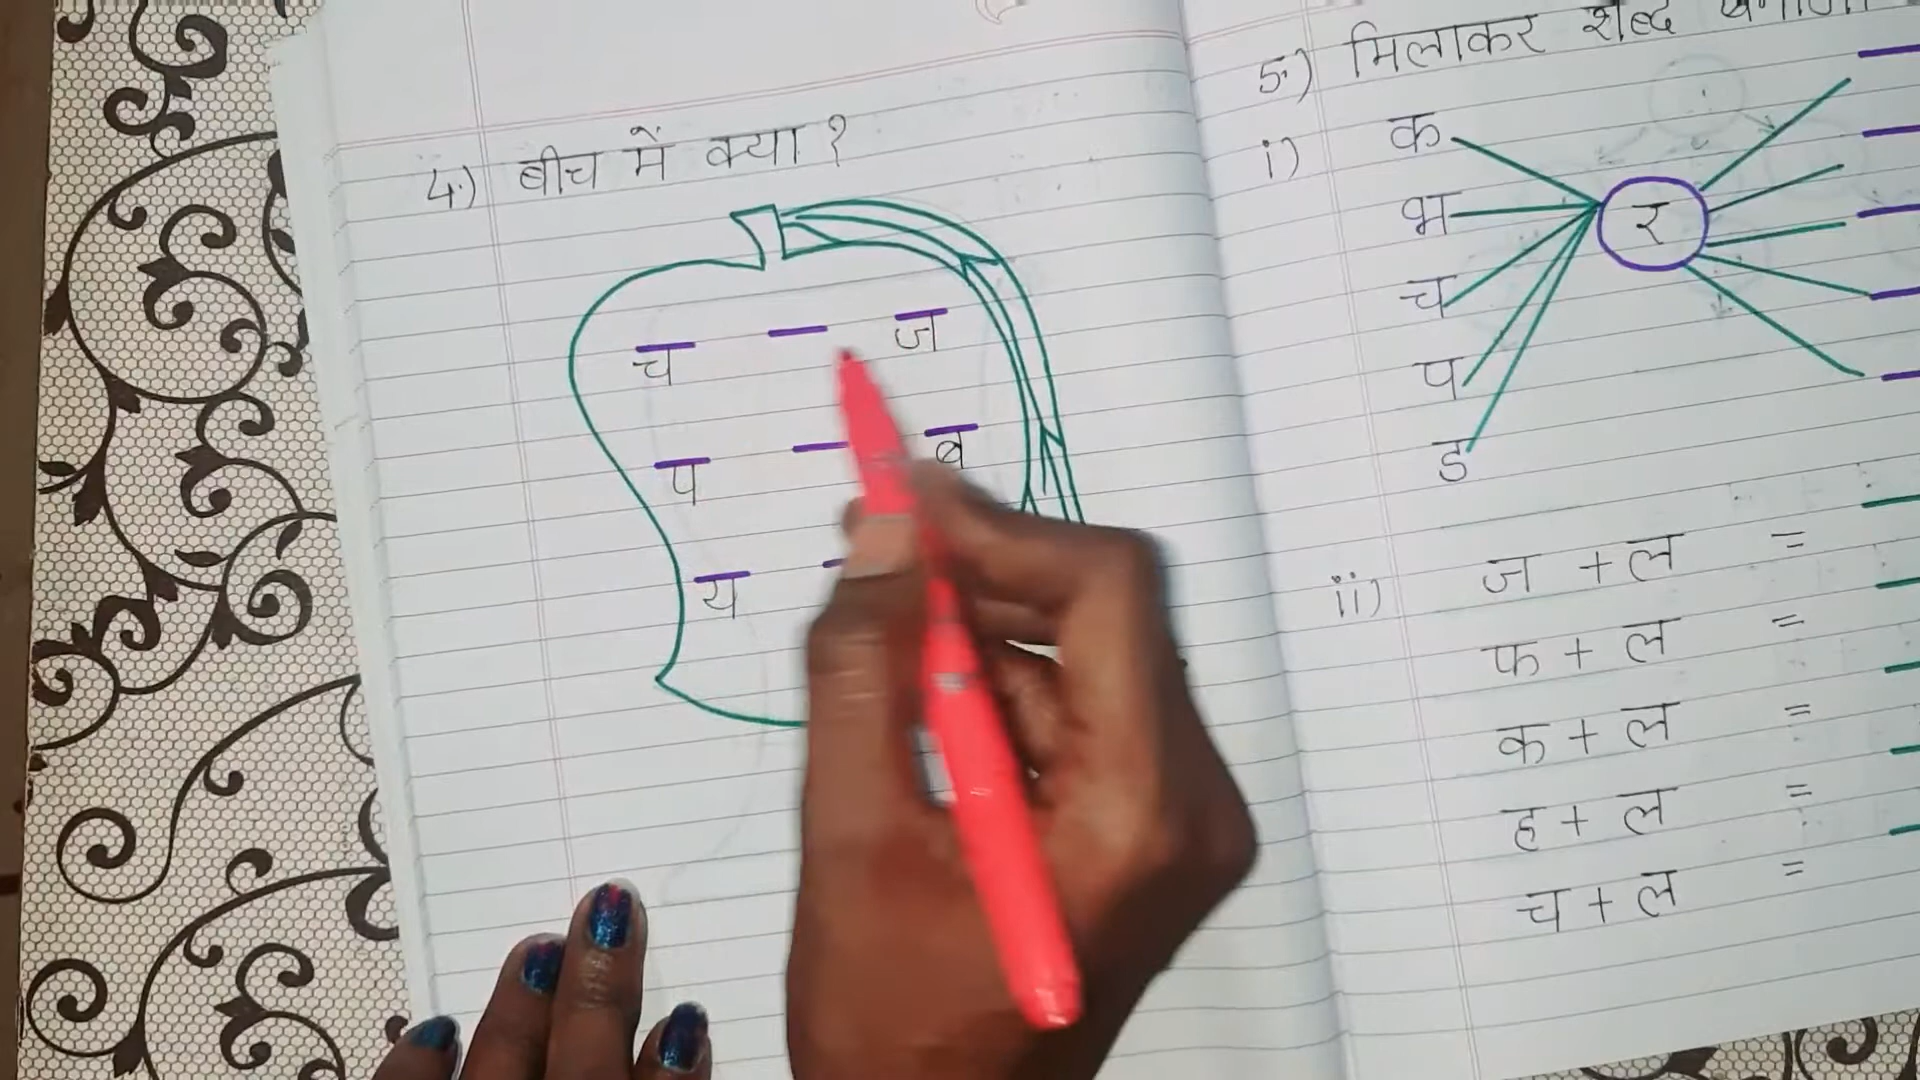 4.) बीच में क्या ?
च ज
प ब
य
5.) मिलाकर शब्द
i) क
भ
च
प
ड
र
ii) ज + ल =
फ + ल =
क + ल =
ह + ल =
च + ल =